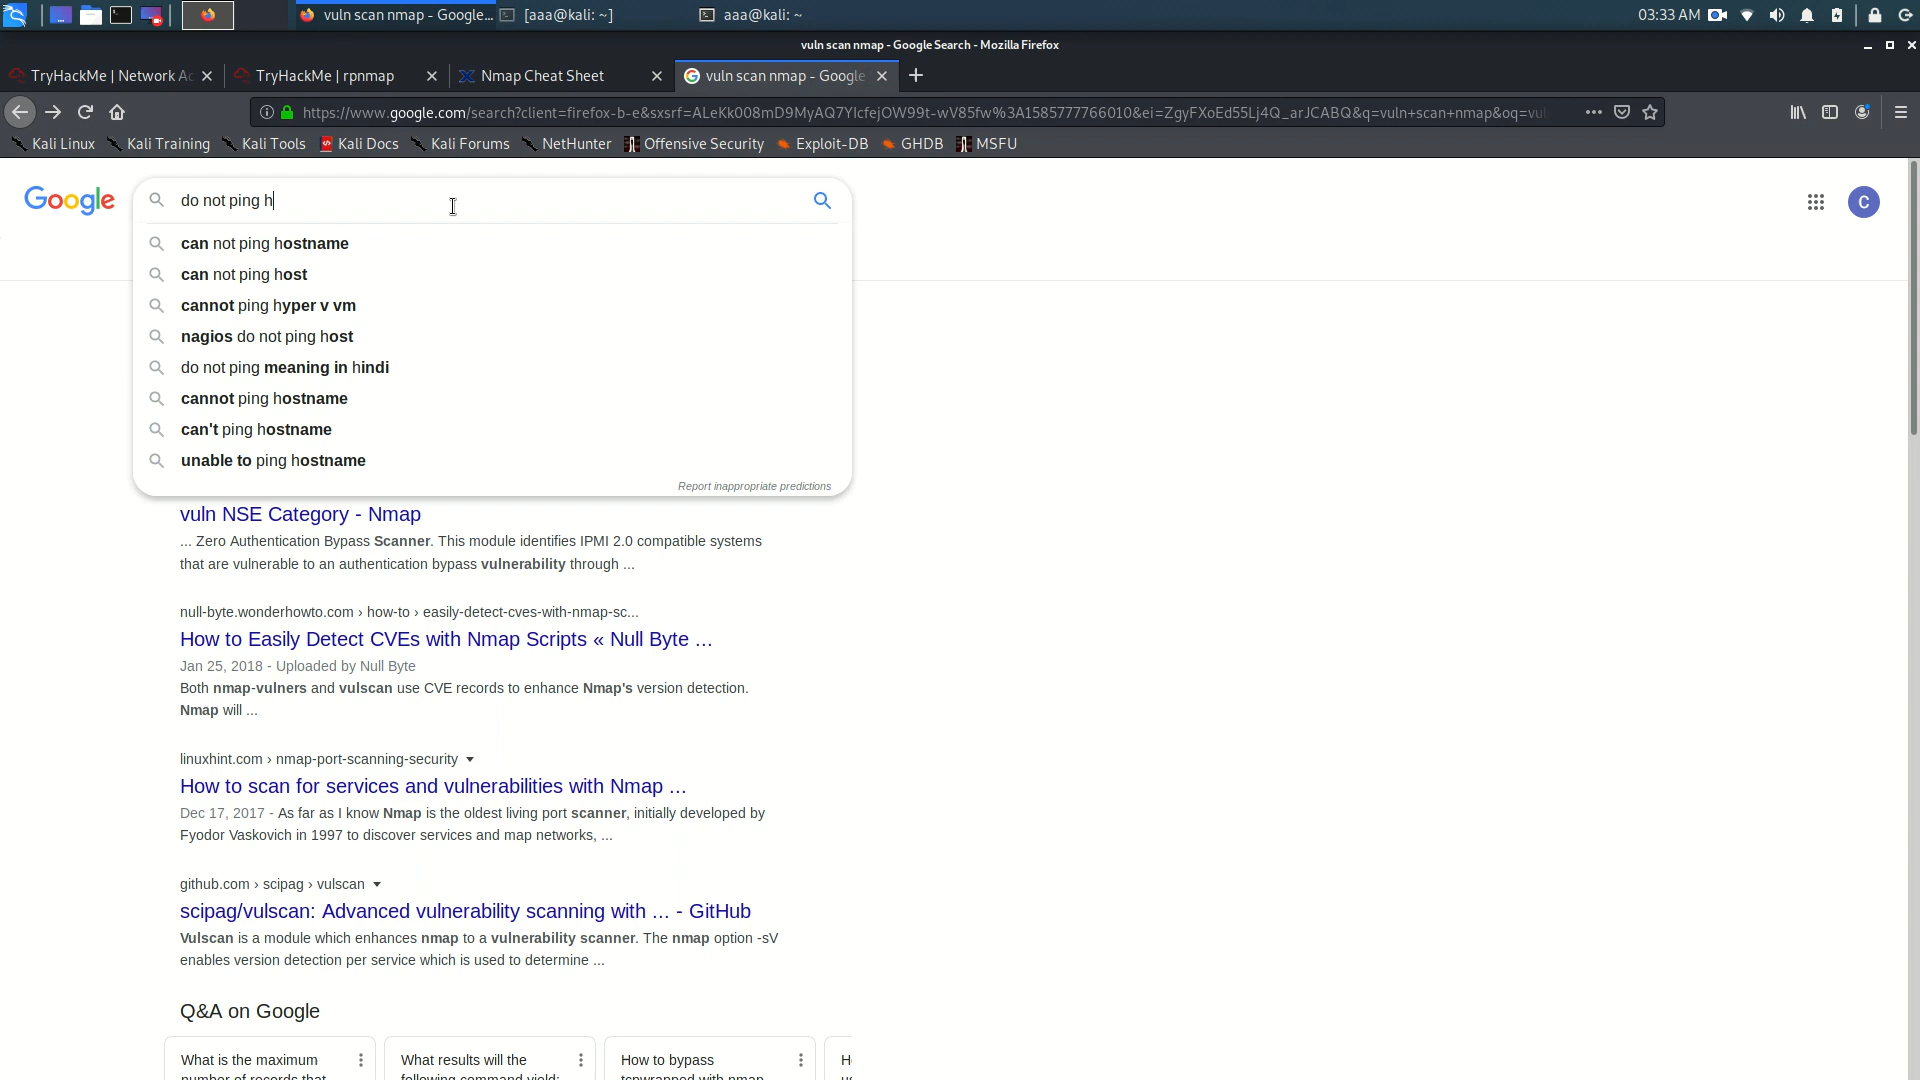 vuln scan nmap - Google...
[aaa@kali: ~]
aaa@kali: ~
03:33 AM
vuln scan nmap - Google Search - Mozilla Firefox
TryHackMe | Network Ac
TryHackMe | rpnmap
Nmap Cheat Sheet
vuln scan nmap - Google
https://www.google.com/search?client=firefox-b-e&sxsrf=ALeKk008mD9MyAQ7YIcfejOW99t-wV85fw%3A1585777766010&ei=ZgyFXoEd55Lj4Q_arJCABQ&q=vuln+scan+nmap&oq=vul
Kali Linux
Kali Training
Kali Tools
Kali Docs
Kali Forums
NetHunter
Offensive Security
Exploit-DB
GHDB
MSFU
Google
do not ping h
C
can not ping hostname
can not ping host
cannot ping hyper v vm
nagios do not ping host
do not ping meaning in hindi
cannot ping hostname
can't ping hostname
unable to ping hostname
Report inappropriate predictions
vuln NSE Category - Nmap
... Zero Authentication Bypass Scanner. This module identifies IPMI 2.0 compatible systems
that are vulnerable to an authentication bypass vulnerability through ...
null-byte.wonderhowto.com › how-to › easily-detect-cves-with-nmap-sc...
How to Easily Detect CVEs with Nmap Scripts « Null Byte ...
Jan 25, 2018 - Uploaded by Null Byte
Both nmap-vulners and vulscan use CVE records to enhance Nmap's version detection.
Nmap will ...
linuxhint.com › nmap-port-scanning-security
How to scan for services and vulnerabilities with Nmap ...
Dec 17, 2017 - As far as I know Nmap is the oldest living port scanner, initially developed by
Fyodor Vaskovich in 1997 to discover services and map networks, ...
github.com › scipag › vulscan
scipag/vulscan: Advanced vulnerability scanning with ... - GitHub
Vulscan is a module which enhances nmap to a vulnerability scanner. The nmap option -sV
enables version detection per service which is used to determine ...
Q&A on Google
What is the maximum
number of records that
What results will the
following command yield:
How to bypass
tcpwrapped with nmap